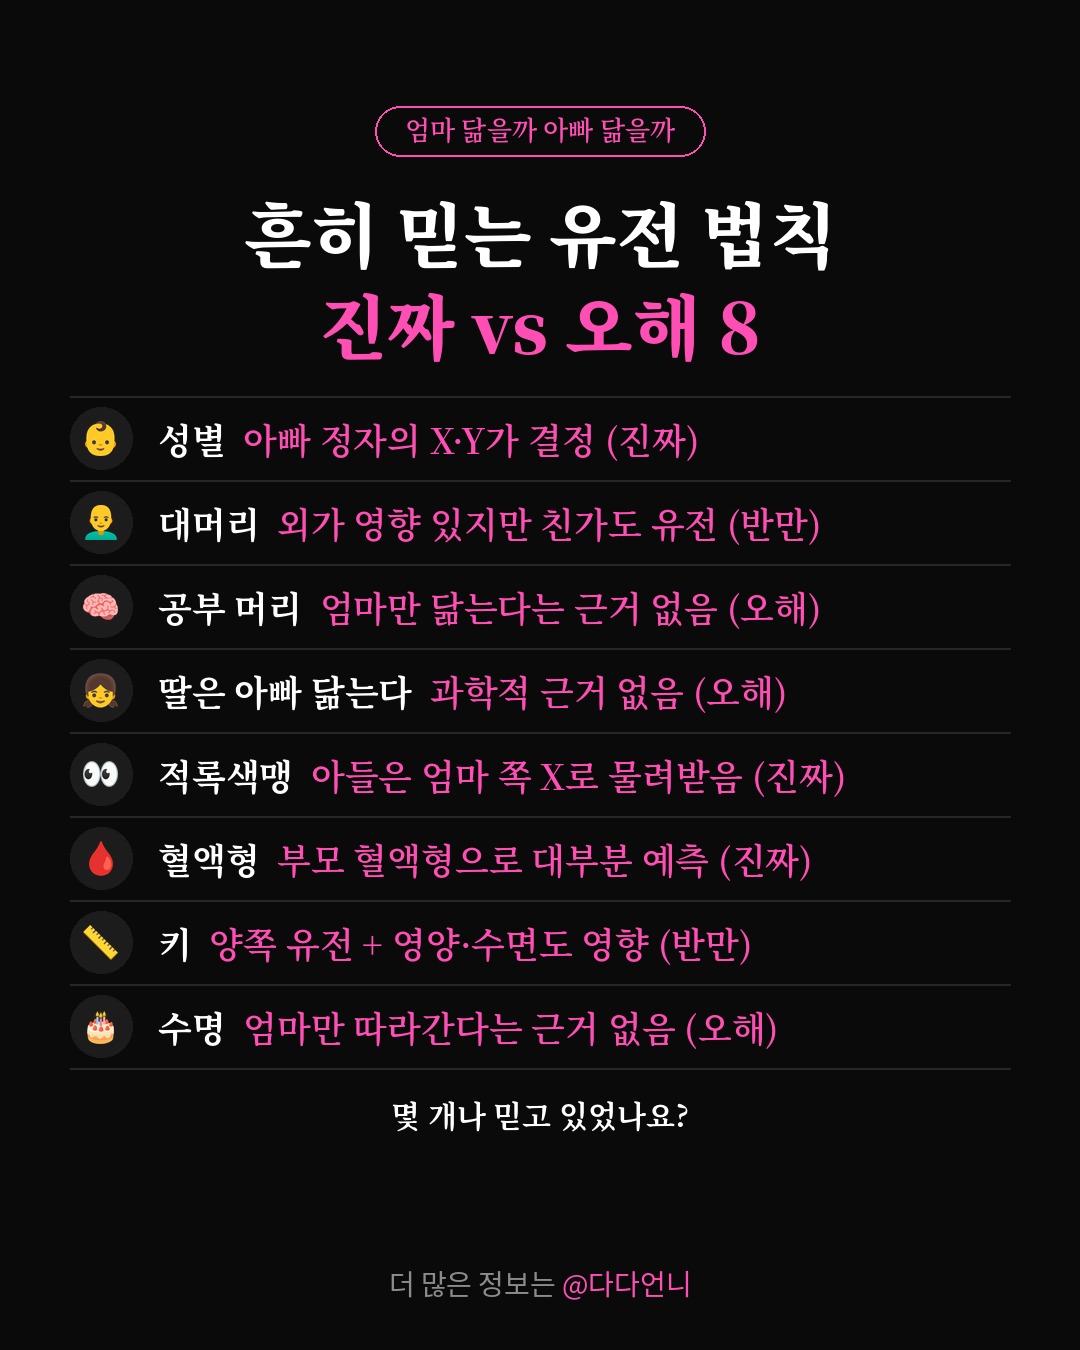 엄마 닮을까 아빠 닮을까
흔히 믿는 유전 법칙
진짜 vs 오해 8
성별 아빠 정자의 X·Y가 결정 (진짜)
대머리 외가 영향 있지만 친가도 유전 (반만)
공부 머리 엄마만 닮는다는 근거 없음 (오해)
딸은 아빠 닮는다 과학적 근거 없음 (오해)
적록색맹 아들은 엄마 쪽 X로 물려받음 (진짜)
혈액형 부모 혈액형으로 대부분 예측 (진짜)
키 양쪽 유전 + 영양·수면도 영향 (반만)
수명 엄마만 따라간다는 근거 없음 (오해)
몇 개나 믿고 있었나요?
더 많은 정보는 @다다언니